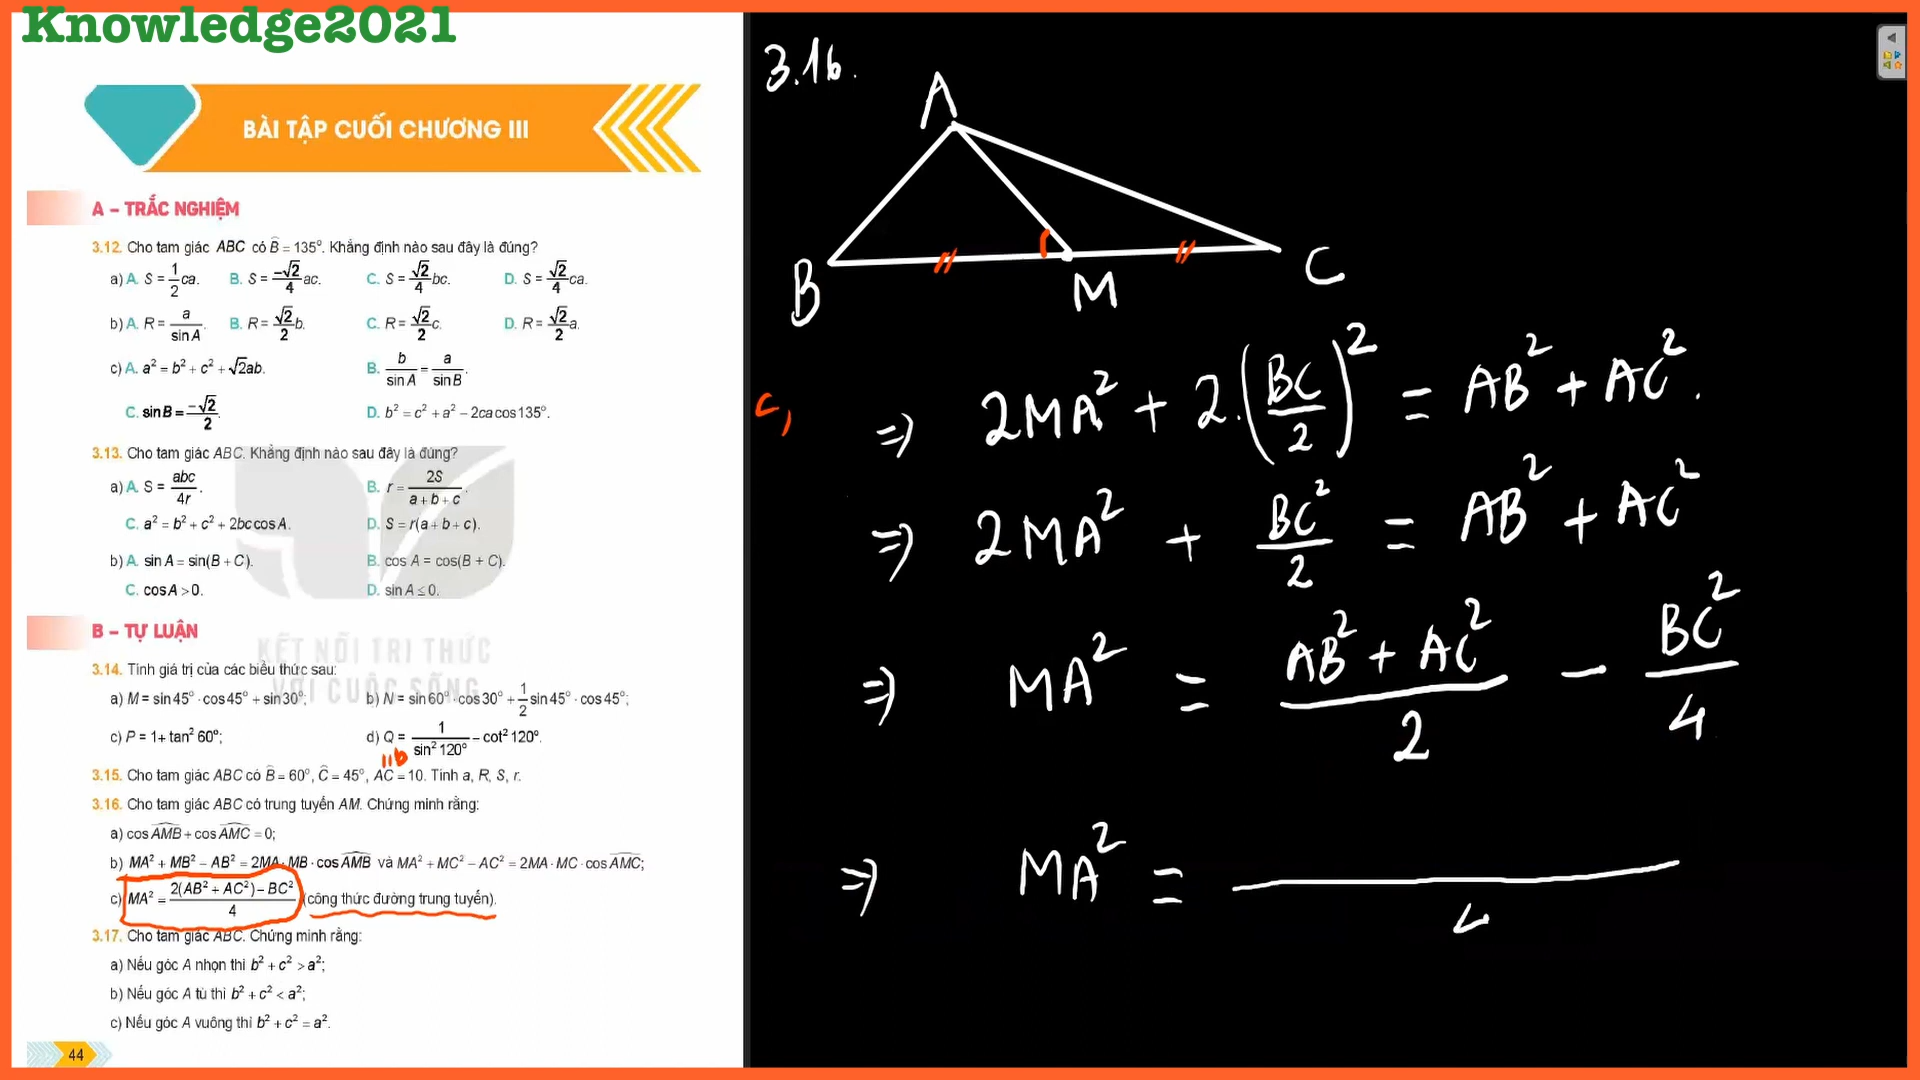 Knowledge2021
BÀI TẬP CUỐI CHƯƠNG III
A – TRẮC NGHIỆM
3.12. Cho tam giác ABC có B̂ = 135°. Khẳng định nào sau đây là đúng?
a) A. S = 1/2 ca. B. S = -√2/4 ac. C. S = √2/4 bc. D. S = √2/4 ca.
b) A. R = a/sin A. B. R = √2/2 b. C. R = √2/2 c. D. R = √2/2 a.
c) A. a² = b² + c² + √2ab. B. b/sin A = a/sin B.
C. sin B = -√2/2. D. b² = c² + a² – 2ca cos 135°.
3.13. Cho tam giác ABC. Khẳng định nào sau đây là đúng?
a) A. S = abc/4r. B. r = 2S/a + b + c.
C. a² = b² + c² + 2bc cos A. D. S = r(a + b + c).
b) A. sin A = sin(B + C). B. cos A = cos(B + C).
C. cos A > 0. D. sin A ≤ 0.
B – TỰ LUẬN
KẾT NỐI TRI THỨC
VỚI CUỘC SỐNG
3.14. Tính giá trị của các biểu thức sau:
a) M = sin 45° · cos 45° + sin 30°; b) N = sin 60° · cos 30° + 1/2 sin 45° · cos 45°;
c) P = 1 + tan² 60°; d) Q = 1/sin² 120° – cot² 120°.
b
3.15. Cho tam giác ABC có B̂ = 60°, Ĉ = 45°, AC = 10. Tính a, R, S, r.
3.16. Cho tam giác ABC có trung tuyến AM. Chứng minh rằng:
a) cos AMB + cos AMC = 0;
b) MA² + MB² – AB² = 2MA · MB · cos AMB và MA² + MC² – AC² = 2MA · MC · cos AMC;
c) MA² = 2(AB² + AC²) – BC²/4 (công thức đường trung tuyến).
3.17. Cho tam giác ABC. Chứng minh rằng:
a) Nếu góc A nhọn thì b² + c² > a²;
b) Nếu góc A tù thì b² + c² < a²;
c) Nếu góc A vuông thì b² + c² = a².
44
3.16.
A
B
M
C
c, ⇒ 2MA² + 2.(BC/2)² = AB² + AC².
⇒ 2MA² + BC²/2 = AB² + AC²
⇒ MA² = AB² + AC²/2 – BC²/4
⇒ MA² = /4